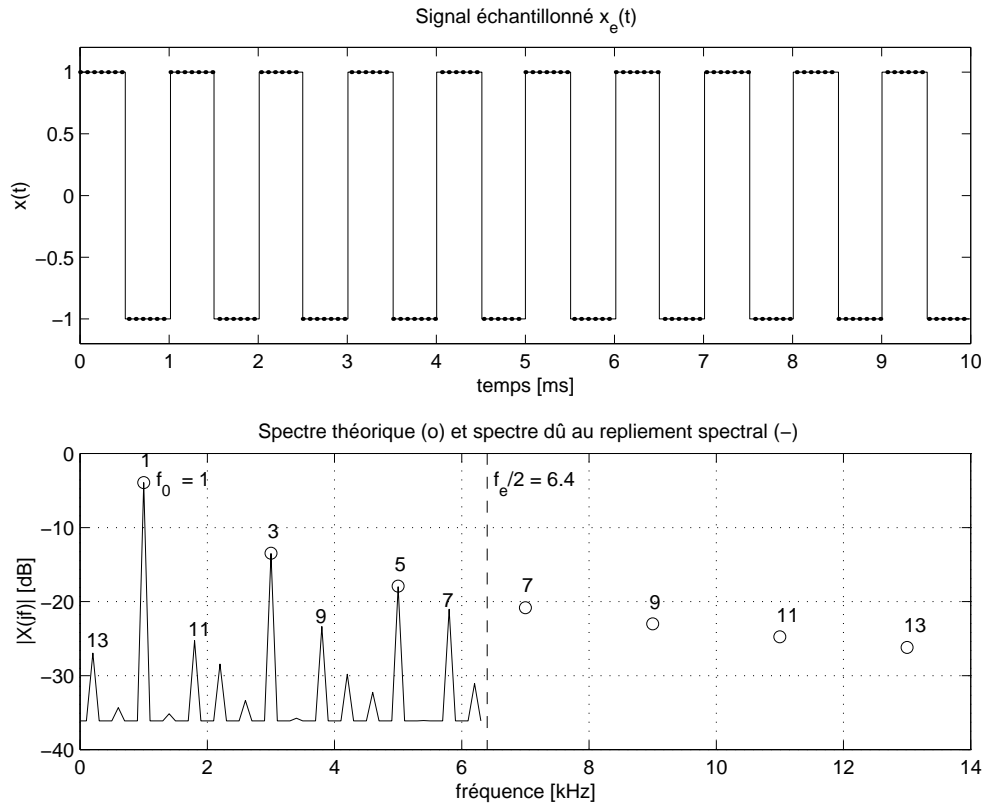 Signal échantillonné x_e(t)
1
0.5
0
−0.5
−1
x(t)
0 1 2 3 4 5 6 7 8 9 10
temps [ms]
Spectre théorique (o) et spectre dû au repliement spectral (−)
0
−10
−20
−30
−40
|X(jf)| [dB]
1
f_0 = 1
f_e/2 = 6.4
3
5
7
9
11
13
7
9
11
13
0 2 4 6 8 10 12 14
fréquence [kHz]